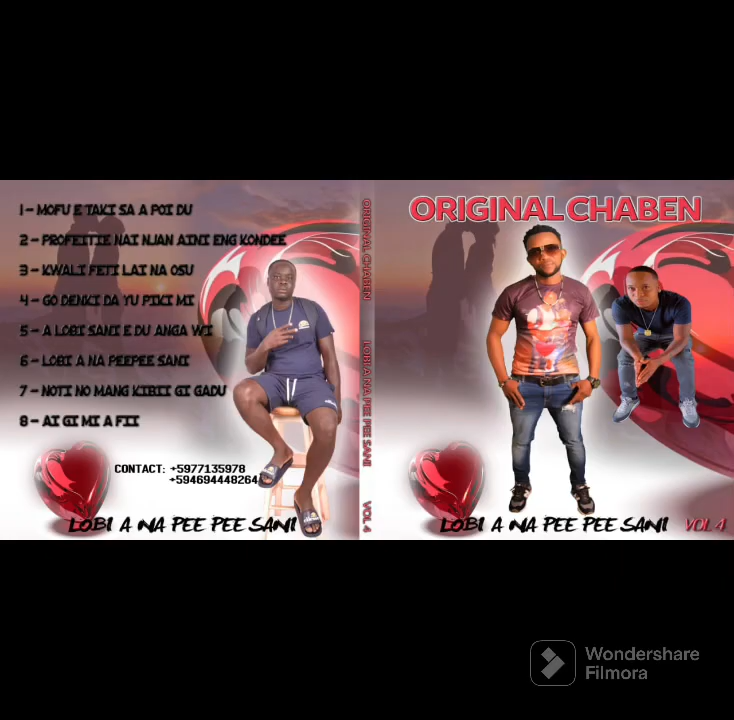 1 - MOFU E TAKI SA A POI DU
2 - PROFEITIE NAI NJAN AINI ENG KONDEE
3 - KWALI FETI LAI NA OSU
4 - GO DENKI DA YU PIKI MI
5 - A LOBI SANI E DU ANGA WI
6 - LOBI A NA PEEPEE SANI
7 - NOTI NO MANG KIBII GI GADU
8 - AI GI MI A FII
CONTACT: +5977135978
+594694448264
LOBI A NA PEE PEE SANI
ORIGINAL CHABEN LOBI A NA PEE PEE SANI VOL 4
ORIGINAL CHABEN
LOBI A NA PEE PEE SANI VOL 4
Wondershare
Filmora